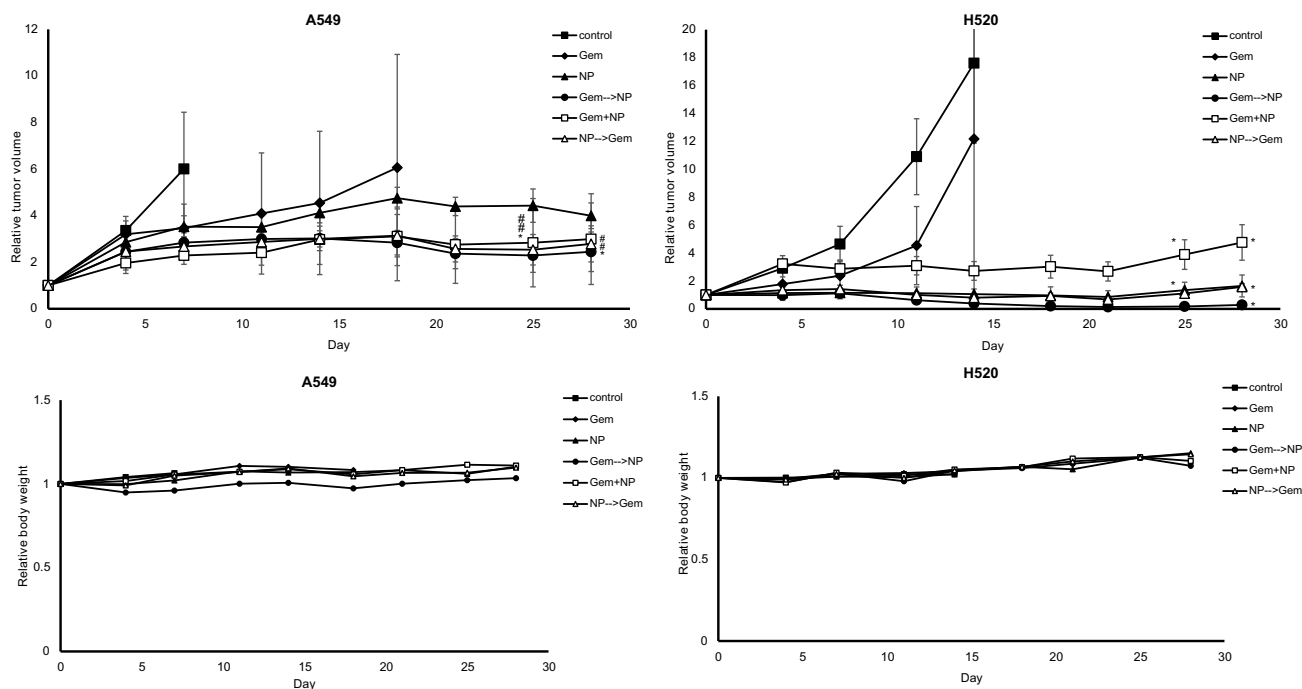 A549
12
10
8
6
4
2
0
Relative tumor volume
0 5 10 15 20 25 30
Day
control
Gem
NP
Gem-->NP
Gem+NP
NP-->Gem
#
#
*
#
#
*
H520
20
18
16
14
12
10
8
6
4
2
0
Relative tumor volume
0 5 10 15 20 25 30
Day
control
Gem
NP
Gem-->NP
Gem+NP
NP-->Gem
* *
* *
*
A549
1.5
1
0.5
0
Relative body weight
0 5 10 15 20 25 30
Day
control
Gem
NP
Gem-->NP
Gem+NP
NP-->Gem
H520
1.5
1
0.5
0
Relative body weight
0 5 10 15 20 25 30
Day
control
Gem
NP
Gem-->NP
Gem+NP
NP-->Gem